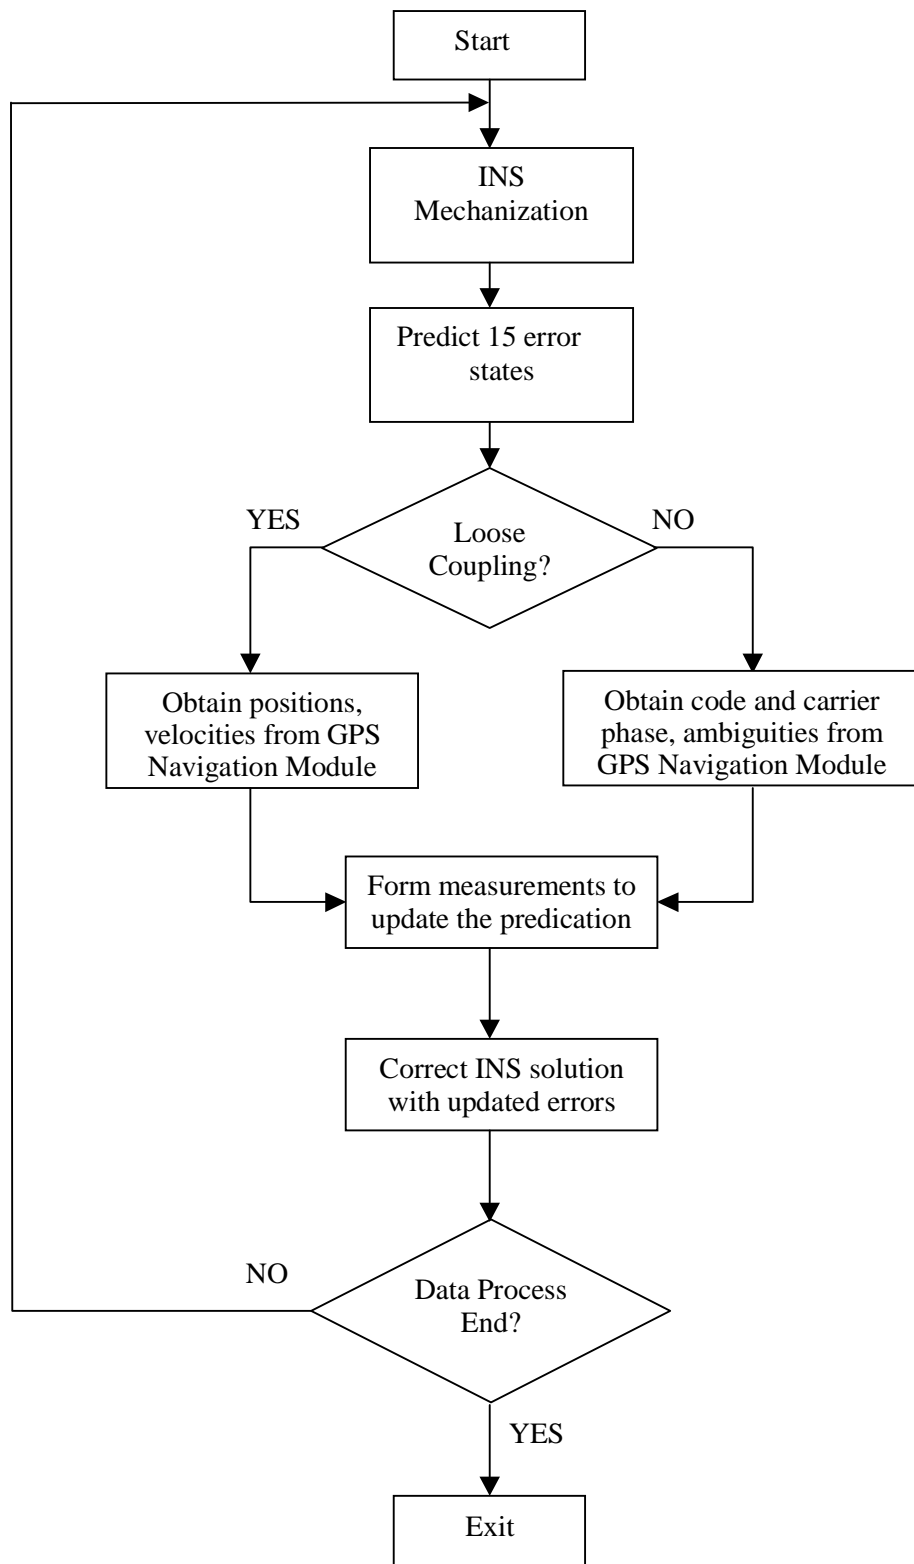 Start
INS
Mechanization
Predict 15 error
states
YES
NO
Loose
Coupling?
Obtain positions,
velocities from GPS
Navigation Module
Obtain code and carrier
phase, ambiguities from
GPS Navigation Module
Form measurements to
update the predication
Correct INS solution
with updated errors
NO
Data Process
End?
YES
Exit